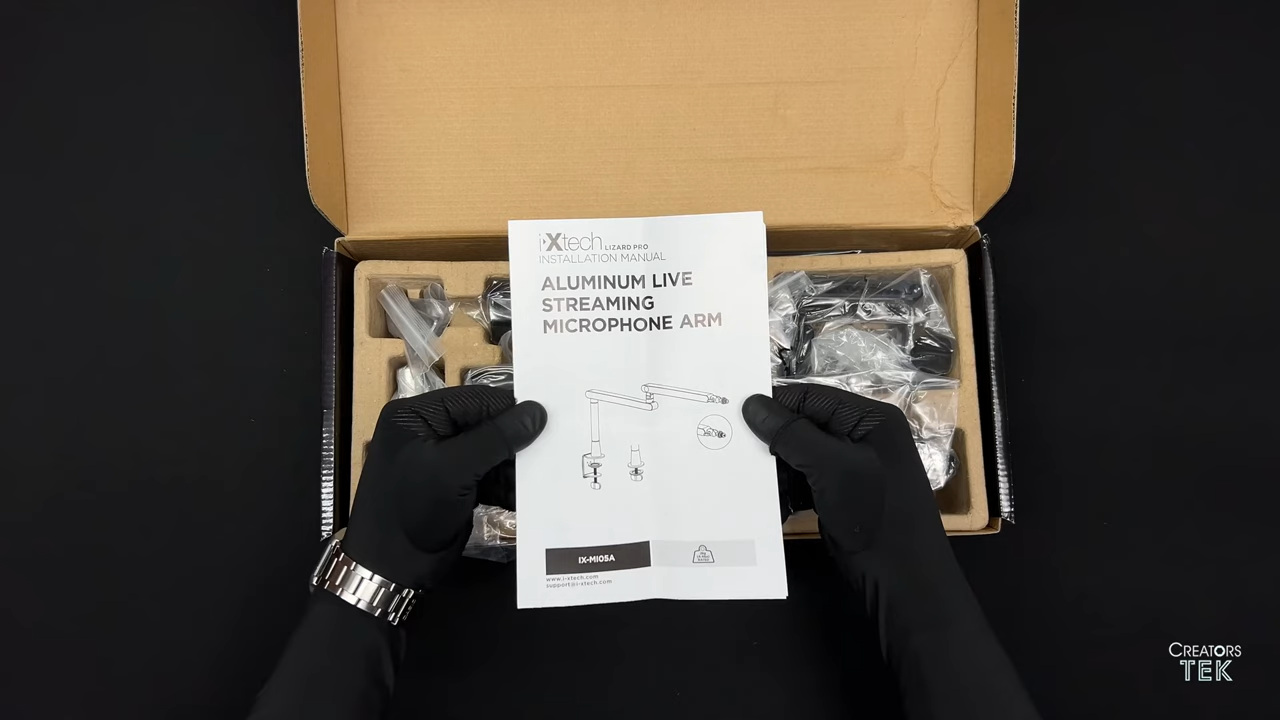 i-Xtech LIZARD PRO
INSTALLATION MANUAL
ALUMINUM LIVE
STREAMING
MICROPHONE ARM
IX-MI05A
www.i-xtech.com
support@i-xtech.com
CREATORS
TEK